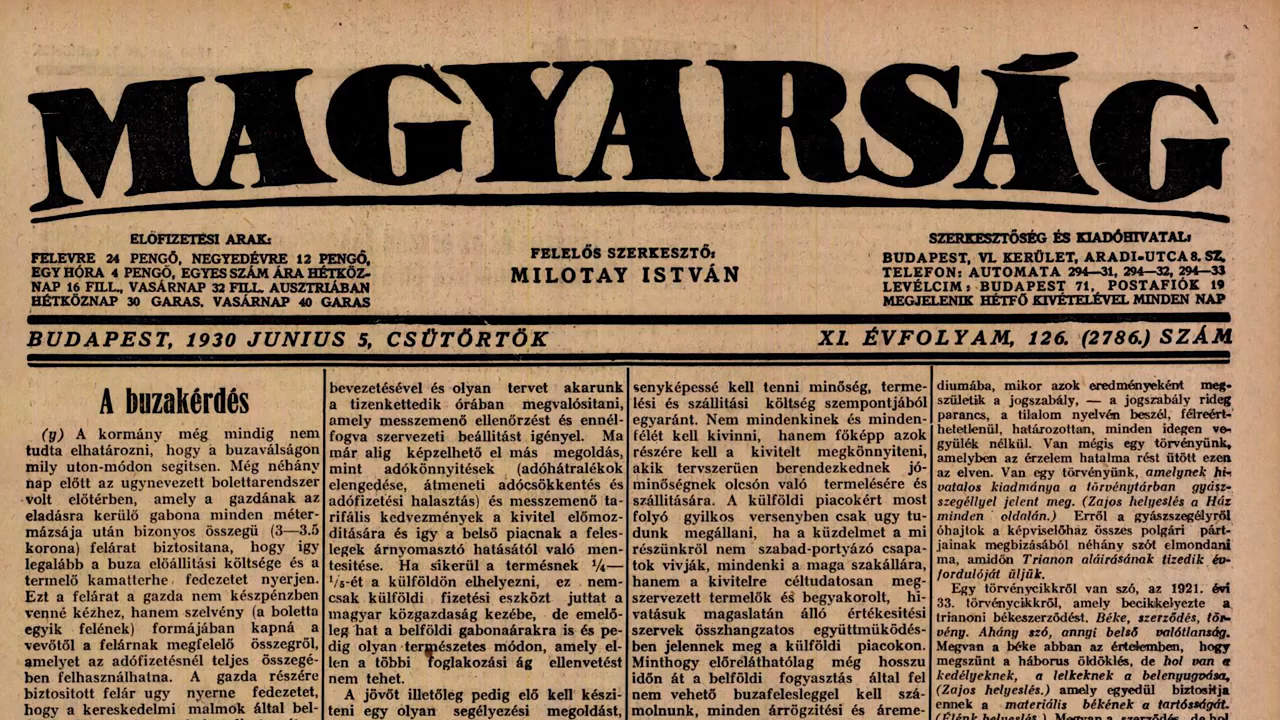 MAGYARSÁG
ELŐFIZETÉSI ARAK:
FELÉVRE 24 PENGŐ, NEGYEDÉVRE 12 PENGŐ,
EGY HÓRA 4 PENGŐ, EGYES SZÁM ÁRA HÉTKÖZ-
NAP 16 FILL., VASÁRNAP 32 FILL. AUSZTRIÁBAN
HÉTKÖZNAP 30 GARAS, VASÁRNAP 40 GARAS
FELELŐS SZERKESZTŐ:
MILOTAY ISTVÁN
SZERKESZTŐSÉG ÉS KIADÓHIVATAL:
BUDAPEST, VI. KERÜLET, ARADI-UTCA 8. SZ.
TELEFON: AUTOMATA 294—31, 294—32, 294—33
LEVÉLCIM: BUDAPEST 71, POSTAFIÓK 19
MEGJELENIK HÉTFŐ KIVÉTELÉVEL MINDEN NAP
BUDAPEST, 1930 JUNIUS 5, CSÜTÖRTÖK
XI. ÉVFOLYAM, 126. (2786.) SZÁM
A buzakérdés
(y) A kormány még mindig nem
tudta elhatározni, hogy a buzaválságon
mily uton-módon segitsen. Még néhány
nap előtt az ugynevezett bolettarendszer
volt előtérben, amely a gazdának az
eladásra kerülő gabona minden méter-
mázsája után bizonyos összegü (3—3.5
korona) felárat biztositana, hogy igy
legalább a buza előállitási költsége és a
termelő kamatterhe fedezetet nyerjen.
Ezt a felárat a gazda nem készpénzben
venné kézhez, hanem szelvény (a boletta
egyik felének) formájában kapná a
vevőtől a felárnak megfelelő összegről,
amelyet az adófizetésnél teljes összegé-
ben felhasználhatna. A gazda részére
biztositott felár ugy nyerne fedezetet,
hogy a kereskedelmi malmok által bel-
bevezetésével és olyan tervet akarunk
a tizenkettedik órában megvalósitani,
amely messzemenő ellenőrzést és ennél-
fogva szervezeti beállitást igényel. Ma
már alig képzelhető el más megoldás,
mint adókönnyitések (adóhátralékok
elengedése, átmeneti adócsökkentés és
adófizetési halasztás) és messzemenő ta-
rifális kedvezmények a kivitel előmoz-
ditására és igy a belső piacnak a feles-
legek árnyomasztó hatásától való men-
tesitése. Ha sikerül a termésnek ¼—
⅕-ét a külföldön elhelyezni, ez nem-
csak külföldi fizetési eszközt juttat a
magyar közgazdaság kezébe, de emelő-
leg hat a belföldi gabonaárakra is és pe-
dig olyan természetes módon, amely el-
len a többi foglakozási ág ellenvetést
nem tehet.
A jövőt illetőleg pedig elő kell készi-
teni egy olyan segélyezési megoldást,
senyképessé kell tenni minőség, terme-
lési és szállitási költség szempontjából
egyaránt. Nem mindenkinek és minden-
félét kell kivinni, hanem főképp azok
részére kell a kivitelt megkönnyiteni,
akik tervszerüen berendezkednek jó-
minőségnek olcsón való termelésére és
szállitására. A külföldi piacokért most
folyó gyilkos versenyben csak ugy tu-
dunk megállani, ha a küzdelmet a mi
részünkről nem szabad-portyázó csapa-
tok vivják, mindenki a maga szakállára,
hanem a kivitelre céltudatosan meg-
szervezett termelők és begyakorolt, hi-
vatásuk magaslatán álló értékesitési
szervek összhangzatos együttmüködés-
ben jelennek meg a külföldi piacokon.
Minthogy előreláthatólag még hosszu
időn át a belföldi fogyasztás által fel
nem vehető buzafelesleggel kell szá-
molnunk, minden árrögzitési és áreme-
diumába, mikor azok eredményeként meg-
születik a jogszabály, — a jogszabály rideg
parancs, a tilalom nyelvén beszél, félreért-
hetetlenül, határozottan, minden idegen ve-
gyülék nélkül. Van mégis egy törvényünk,
amelyben az érzelem hatalma rést ütött ezen
az elven. Van egy törvényünk, amelynek hi-
vatalos kiadmánya a törvénytárban gyász-
szegéllyel jelent meg. (Zajos helyeslés a Ház
minden oldalán.) Erről a gyászszegélyről
óhajtok a képviselőház összes polgári párt-
jainak megbizásából néhány szót elmondani
ma, amidőn Trianon aláirásának tizedik év-
fordulóját üljük.
Egy törvénycikkről van szó, az 1921. évi
33. törvénycikkről, amely becikkelyezte a
trianoni békeszerződést. Béke, szerződés, tör-
vény. Ahány szó, annyi belső valótlanság.
Megvan a béke abban az értelemben, hogy
megszünt a háborus öldöklés, de hol van a
kedélyeknek, a lelkeknek a belenyugvása,
(Zajos helyeslés.) amely egyedül biztositja
ennek a materiális békének a tartósságát.
(Élénk helyeslés.) Megvan a szerződés, de hol